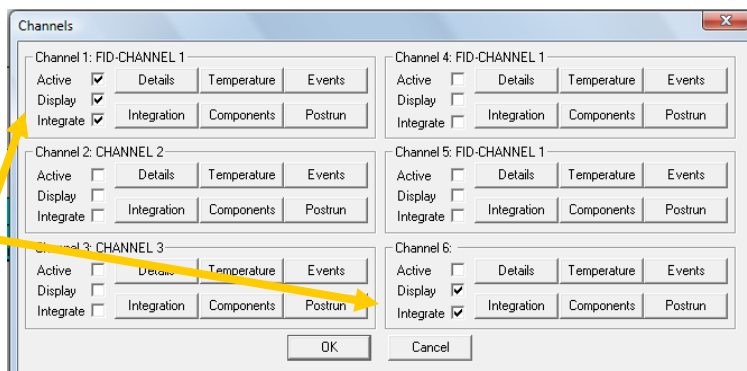 Channels
Channel 1: FID-CHANNEL 1
Active Details Temperature Events
Display
Integrate Integration Components Postrun
Channel 4: FID-CHANNEL 1
Active Details Temperature Events
Display
Integrate Integration Components Postrun
Channel 2: CHANNEL 2
Active Details Temperature Events
Display
Integrate Integration Components Postrun
Channel 5: FID-CHANNEL 1
Active Details Temperature Events
Display
Integrate Integration Components Postrun
Channel 3: CHANNEL 3
Active Details Temperature Events
Display
Integrate Integration Components Postrun
Channel 6:
Active Details Temperature Events
Display
Integrate Integration Components Postrun
OK Cancel